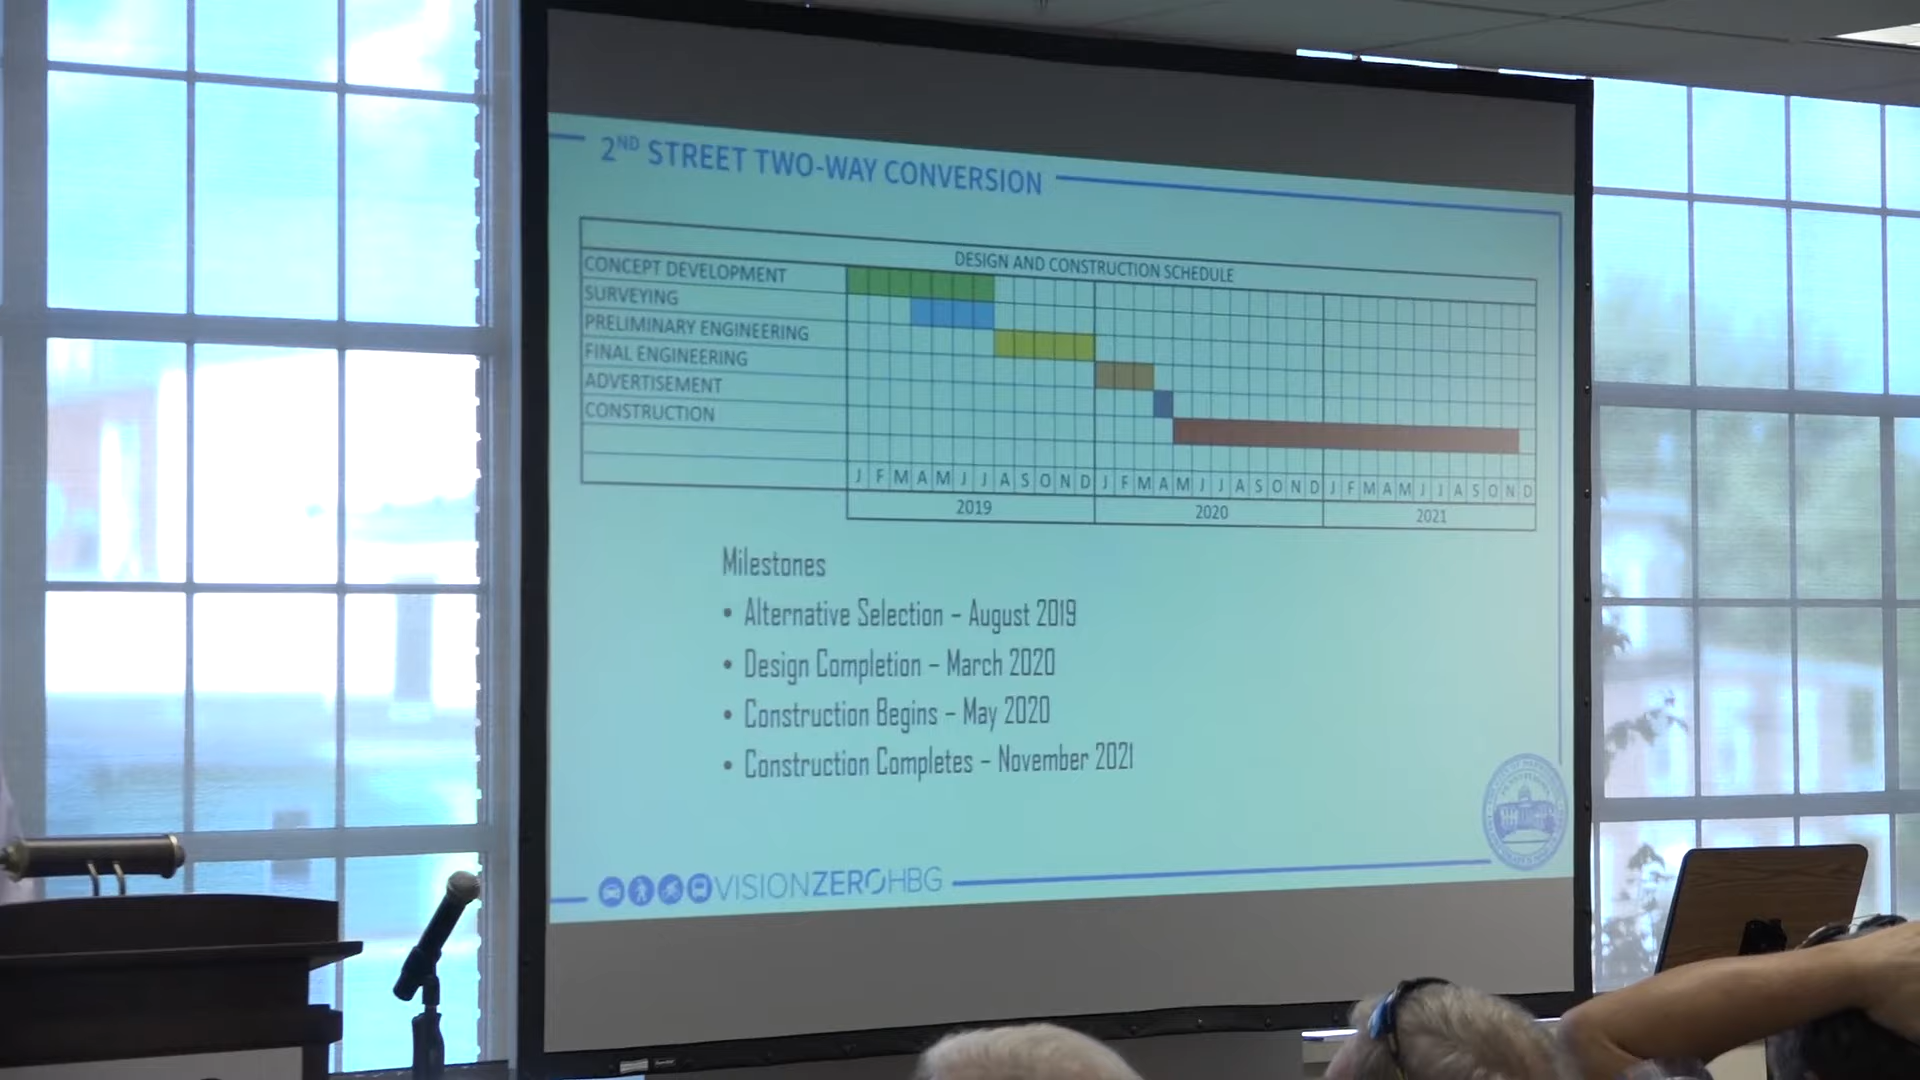 2ND STREET TWO-WAY CONVERSION
DESIGN AND CONSTRUCTION SCHEDULE
CONCEPT DEVELOPMENT
SURVEYING
PRELIMINARY ENGINEERING
FINAL ENGINEERING
ADVERTISEMENT
CONSTRUCTION
J F M A M J J A S O N D J F M A M J J A S O N D J F M A M J J A S O N D
2019 2020 2021
Milestones
• Alternative Selection – August 2019
• Design Completion – March 2020
• Construction Begins – May 2020
• Construction Completes – November 2021
VISIONZEROHBG